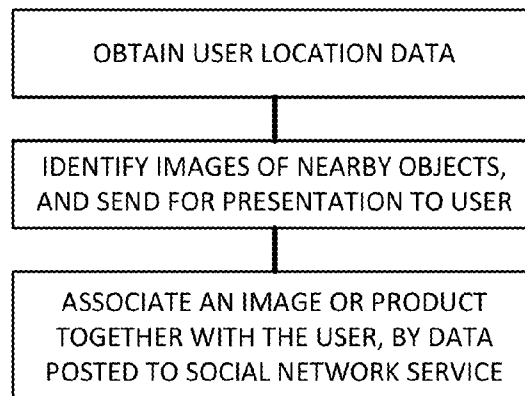 OBTAIN USER LOCATION DATA
IDENTIFY IMAGES OF NEARBY OBJECTS,
AND SEND FOR PRESENTATION TO USER
ASSOCIATE AN IMAGE OR PRODUCT
TOGETHER WITH THE USER, BY DATA
POSTED TO SOCIAL NETWORK SERVICE